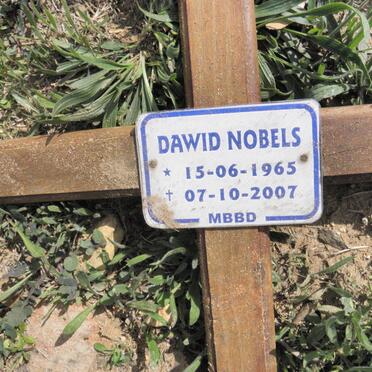 DAWID NOBELS
* 15-06-1965
† 07-10-2007
MBBD